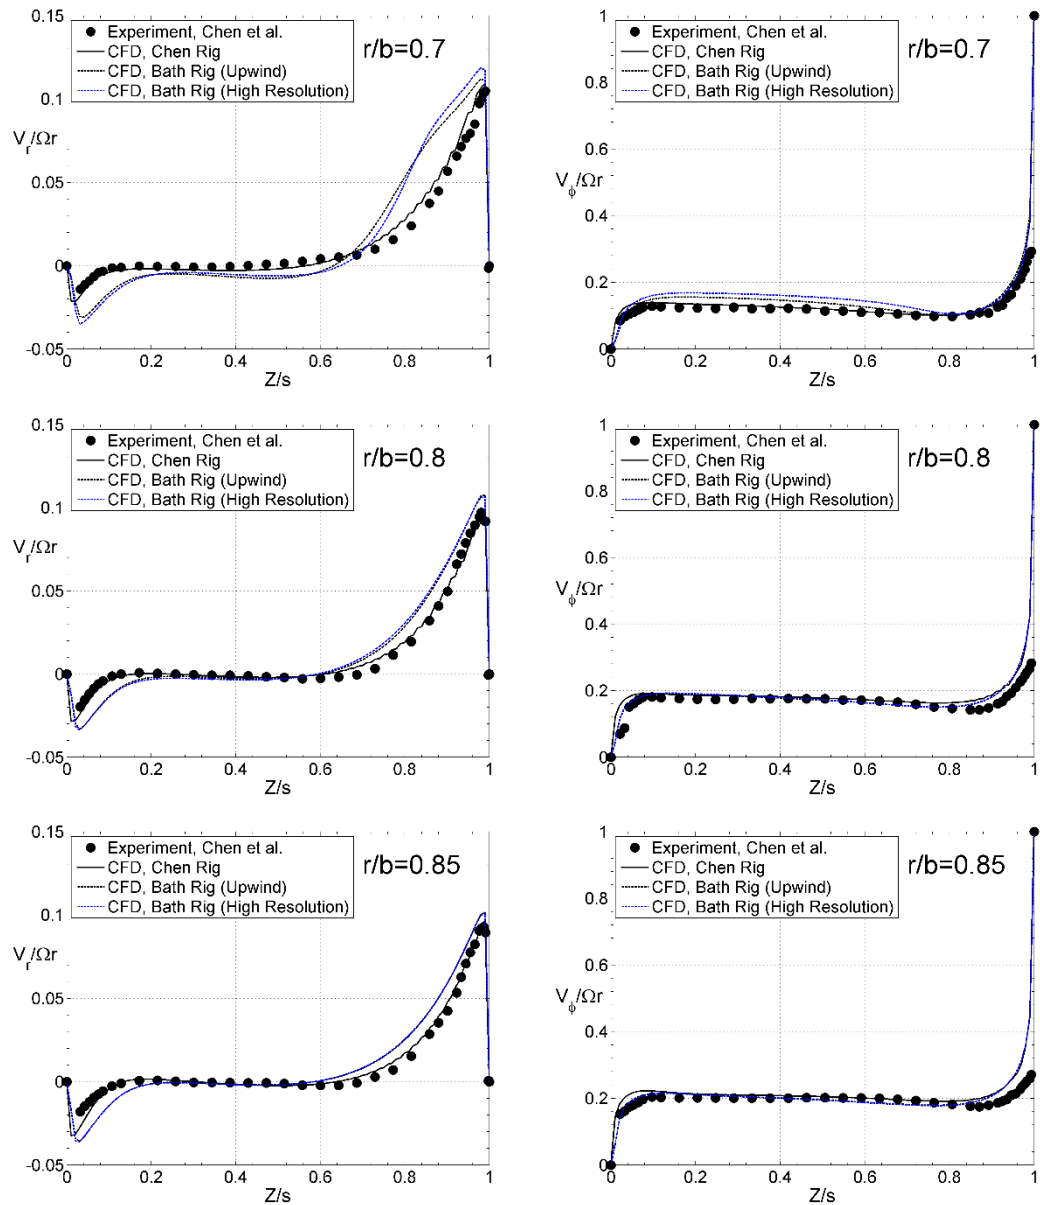 0.15
Experiment, Chen et al.
CFD, Chen Rig
CFD, Bath Rig (Upwind)
CFD, Bath Rig (High Resolution)
r/b=0.7
0.1
Vr/Ωr
0.05
0
-0.05
0 0.2 0.4 0.6 0.8 1
Z/s
1
Experiment, Chen et al.
CFD, Chen Rig
CFD, Bath Rig (Upwind)
CFD, Bath Rig (High Resolution)
r/b=0.7
0.8
0.6
Vϕ/Ωr
0.4
0.2
0
0 0.2 0.4 0.6 0.8 1
Z/s
0.15
Experiment, Chen et al.
CFD, Chen Rig
CFD, Bath Rig (Upwind)
CFD, Bath Rig (High Resolution)
r/b=0.8
0.1
Vr/Ωr
0.05
0
-0.05
0 0.2 0.4 0.6 0.8 1
Z/s
1
Experiment, Chen et al.
CFD, Chen Rig
CFD, Bath Rig (Upwind)
CFD, Bath Rig (High Resolution)
r/b=0.8
0.8
0.6
Vϕ/Ωr
0.4
0.2
0
0 0.2 0.4 0.6 0.8 1
Z/s
0.15
Experiment, Chen et al.
CFD, Chen Rig
CFD, Bath Rig (Upwind)
CFD, Bath Rig (High Resolution)
r/b=0.85
0.1
Vr/Ωr
0.05
0
-0.05
0 0.2 0.4 0.6 0.8 1
Z/s
1
Experiment, Chen et al.
CFD, Chen Rig
CFD, Bath Rig (Upwind)
CFD, Bath Rig (High Resolution)
r/b=0.85
0.8
0.6
Vϕ/Ωr
0.4
0.2
0
0 0.2 0.4 0.6 0.8 1
Z/s